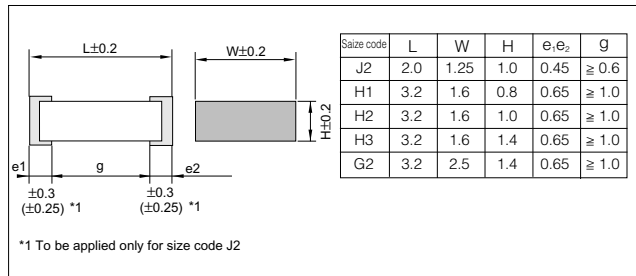 L±0.2
W±0.2
H±0.2
e1
g
e2
±0.3
(±0.25) *1
±0.3
(±0.25) *1
*1 To be applied only for size code J2
Saize code L W H e₁e₂ g
J2 2.0 1.25 1.0 0.45 ≧ 0.6
H1 3.2 1.6 0.8 0.65 ≧ 1.0
H2 3.2 1.6 1.0 0.65 ≧ 1.0
H3 3.2 1.6 1.4 0.65 ≧ 1.0
G2 3.2 2.5 1.4 0.65 ≧ 1.0